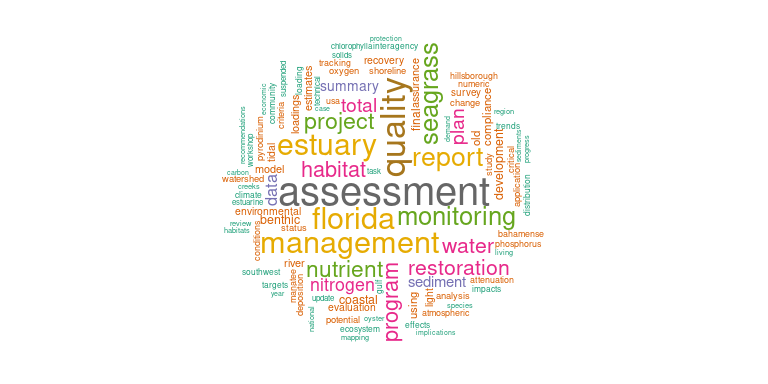 protection
chlorophylla
interagency
solids
tracking
recovery
oxygen
shoreline
suspended
loading
estimates
technical
summary
usa
case
total
quality
final
assurance
seagrass
hillsborough
numeric
survey
change
economic
community
criteria
loadings
project
plan
demand
old
compliance
region
trends
recommendations
workshop
pyrodinium
tidal
estuary
report
study
development
critical
sediments
progress
model
habitat
task
application
distribution
carbon
watershed
creeks
climate
estuarine
data
assessment
environmental
benthic
florida
monitoring
review
habitats
status
conditions
management
water
bahamense
phosphorus
living
river
southwest
nutrient
restoration
targets
year
manatee
deposition
nitrogen
gulf
program
sediment
attenuation
impacts
update
coastal
using
light
analysis
species
evaluation
national
potential
oyster
atmospheric
ecosystem
effects
mapping
implications